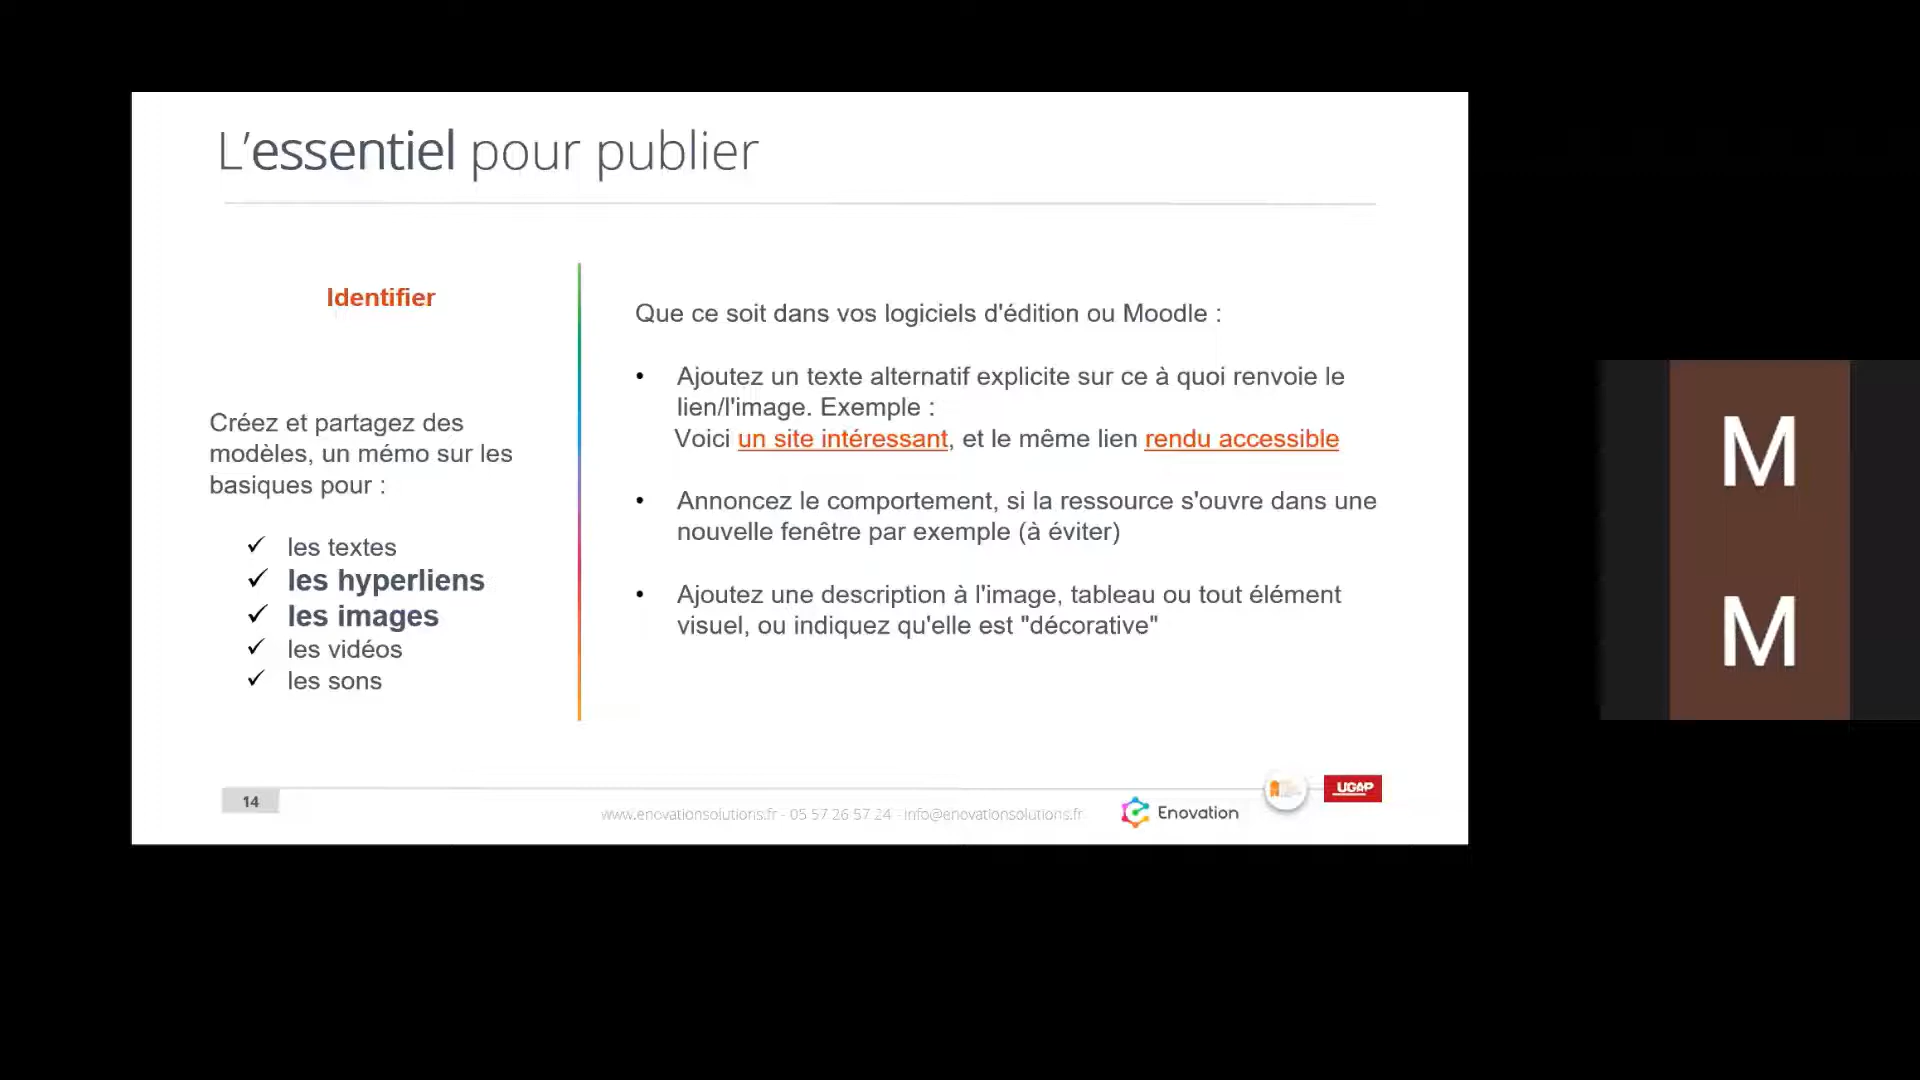 L'essentiel pour publier
Identifier
Créez et partagez des
modèles, un mémo sur les
basiques pour :
les textes
les hyperliens
les images
les vidéos
les sons
Que ce soit dans vos logiciels d'édition ou Moodle :
Ajoutez un texte alternatif explicite sur ce à quoi renvoie le
lien/l'image. Exemple :
Voici un site intéressant, et le même lien rendu accessible
Annoncez le comportement, si la ressource s'ouvre dans une
nouvelle fenêtre par exemple (à éviter)
Ajoutez une description à l'image, tableau ou tout élément
visuel, ou indiquez qu'elle est "décorative"
14
www.enovationsolutions.fr - 05 57 26 57 24 - info@enovationsolutions.fr
Enovation
UGAP
M
M